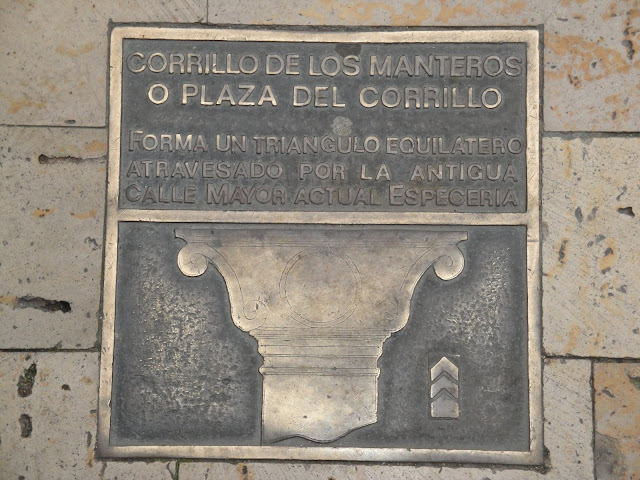 CORRILLO DE LOS MANTEROS
O PLAZA DEL CORRILLO
FORMA UN TRIANGULO EQUILATERO
ATRAVESADO POR LA ANTIGUA
CALLE MAYOR ACTUAL ESPECERIA